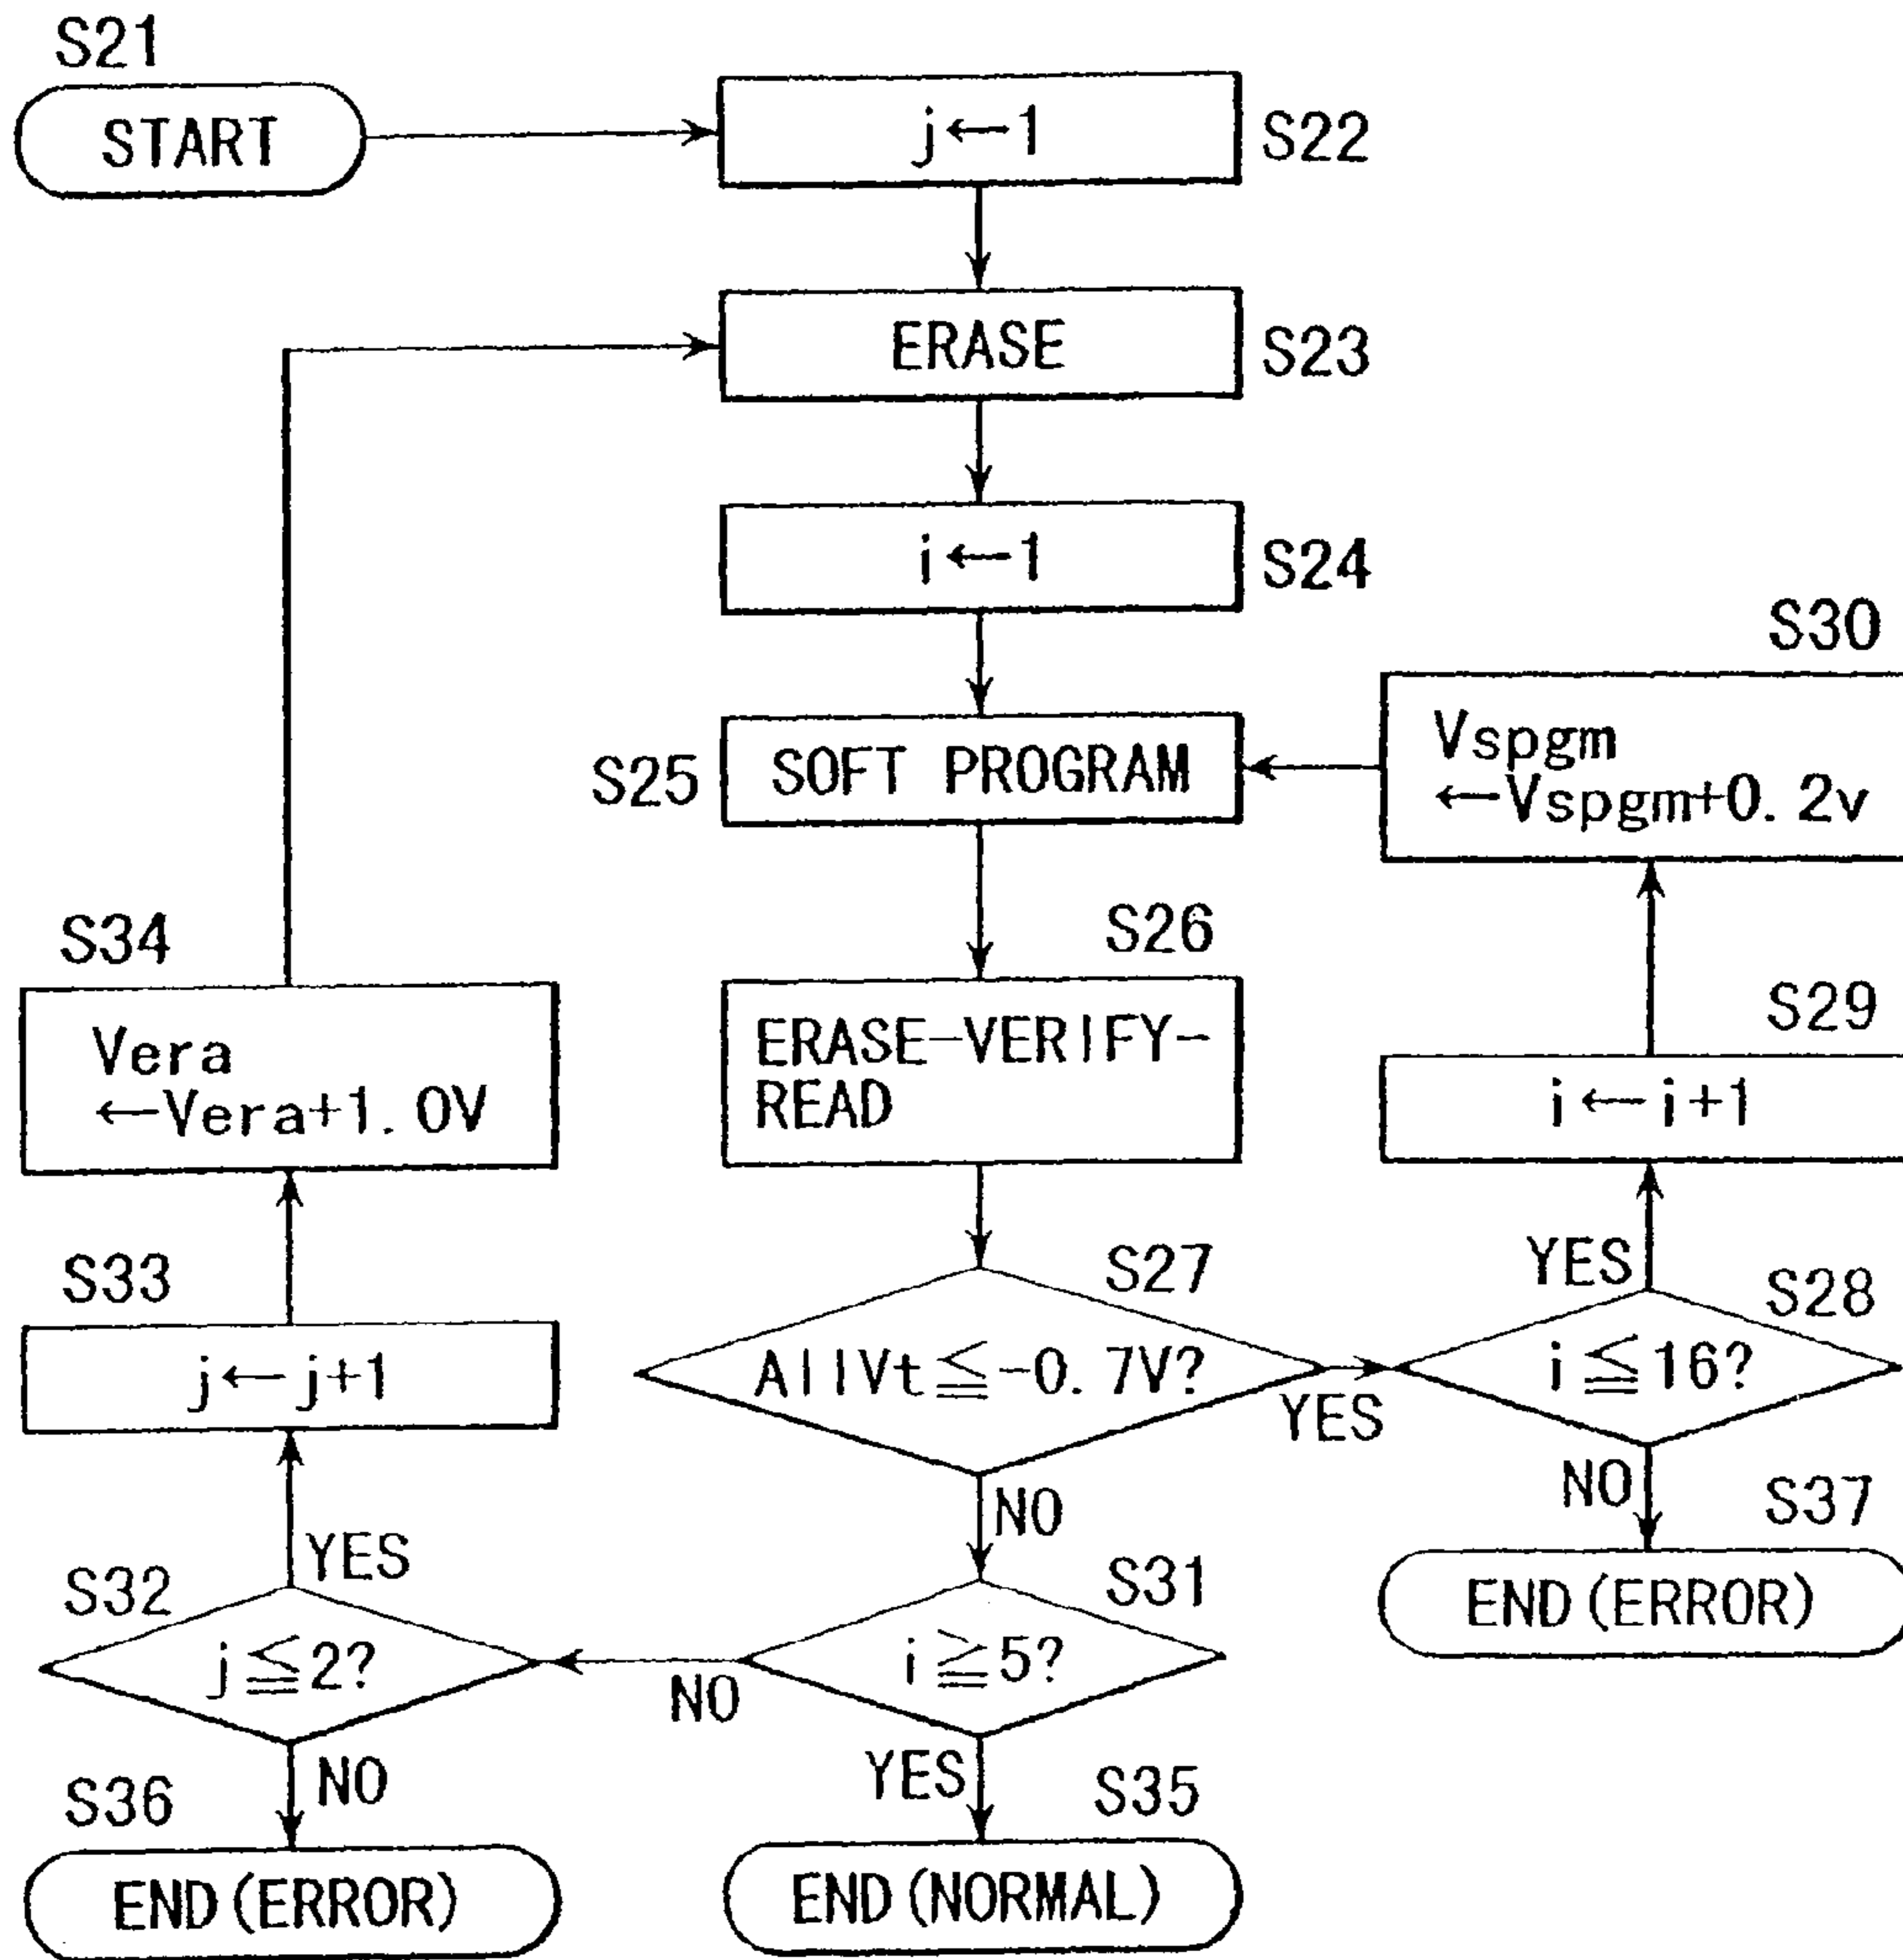 S21
START
j←1
S22
ERASE
S23
i←1
S24
S30
S25
SOFT PROGRAM
Vspgm
←Vspgm+0.2v
S26
S34
ERASE-VERIFY-
READ
S29
Vera
←Vera+1.0V
i←i+1
S27
YES
S28
S33
j←j+1
AllVt≦-0.7V?
YES
i≦16?
NO
NO
S37
YES
S32
S31
END(ERROR)
j≦2?
NO
i≧5?
NO
YES
S36
S35
END(ERROR)
END(NORMAL)